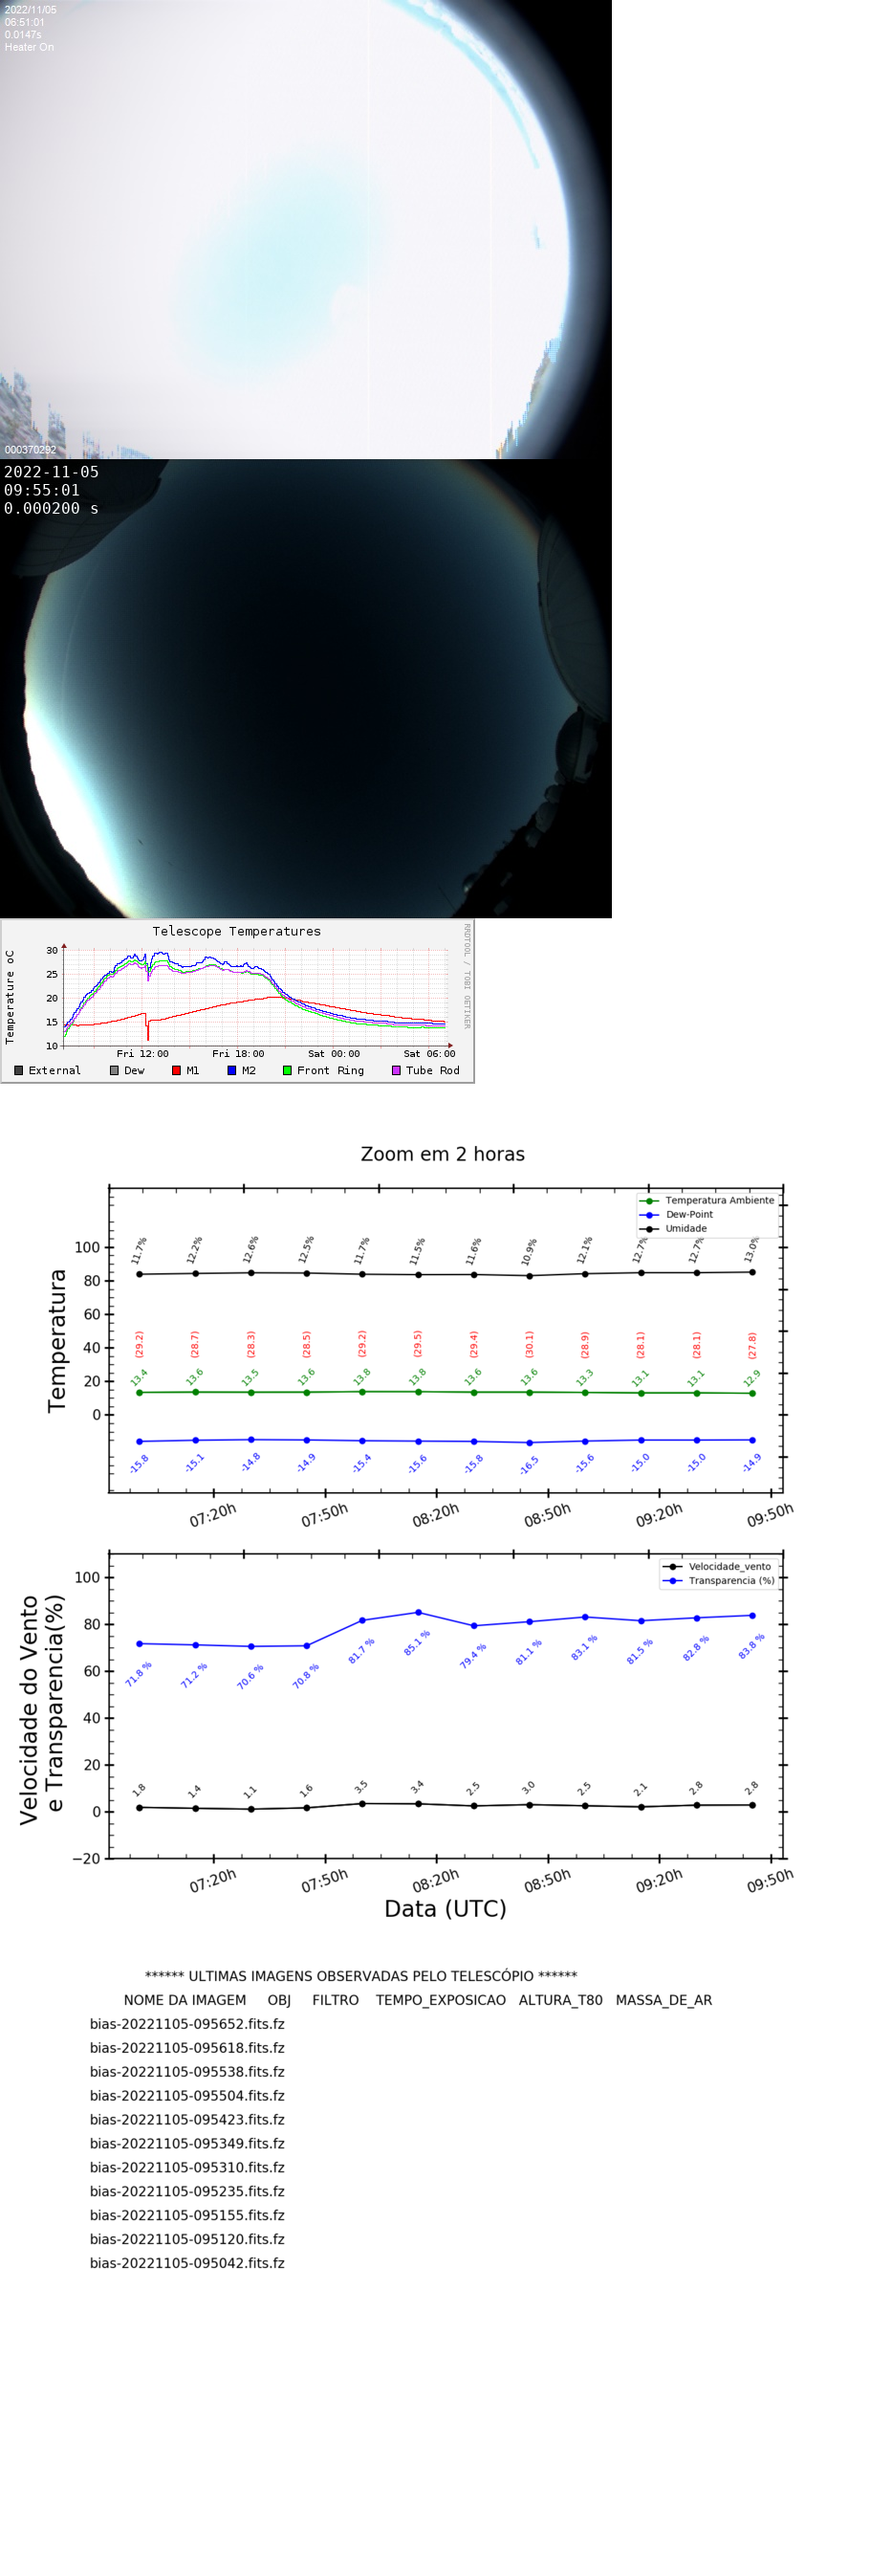 2022/11/05
06:51:01
0.0147s
Heater On
000370292
2022-11-05
09:55:01
0.000200 s
Telescope Temperatures
RRDTOOL / TOBI OETIKER
Temperature oC
30
25
20
15
10
Fri 12:00 Fri 18:00 Sat 00:00 Sat 06:00
External Dew M1 M2 Front Ring Tube Rod
Zoom em 2 horas
Temperatura Ambiente
Dew-Point
Umidade
Temperatura
100
80
60
40
20
0
11.7% 12.2% 12.6% 12.5% 11.7% 11.5% 11.6% 10.9% 12.1% 12.7% 12.7% 13.0%
(29.2) (28.7) (28.3) (28.5) (29.2) (29.5) (29.4) (30.1) (28.9) (28.1) (28.1) (27.8)
13.4 13.6 13.5 13.6 13.8 13.8 13.6 13.6 13.3 13.1 13.1 12.9
-15.8 -15.1 -14.8 -14.9 -15.4 -15.6 -15.8 -16.5 -15.6 -15.0 -15.0 -14.9
07:20h 07:50h 08:20h 08:50h 09:20h 09:50h
Velocidade_vento
Transparencia (%)
Velocidade do Vento
e Transparencia(%)
100
80
60
40
20
0
−20
71.8 % 71.2 % 70.6 % 70.8 % 81.7 % 85.1 % 79.4 % 81.1 % 83.1 % 81.5 % 82.8 % 83.8 %
1.8 1.4 1.1 1.6 3.5 3.4 2.5 3.0 2.5 2.1 2.8 2.8
07:20h 07:50h 08:20h 08:50h 09:20h 09:50h
Data (UTC)
****** ULTIMAS IMAGENS OBSERVADAS PELO TELESCÓPIO ******
NOME DA IMAGEM OBJ FILTRO TEMPO_EXPOSICAO ALTURA_T80 MASSA_DE_AR
bias-20221105-095652.fits.fz
bias-20221105-095618.fits.fz
bias-20221105-095538.fits.fz
bias-20221105-095504.fits.fz
bias-20221105-095423.fits.fz
bias-20221105-095349.fits.fz
bias-20221105-095310.fits.fz
bias-20221105-095235.fits.fz
bias-20221105-095155.fits.fz
bias-20221105-095120.fits.fz
bias-20221105-095042.fits.fz